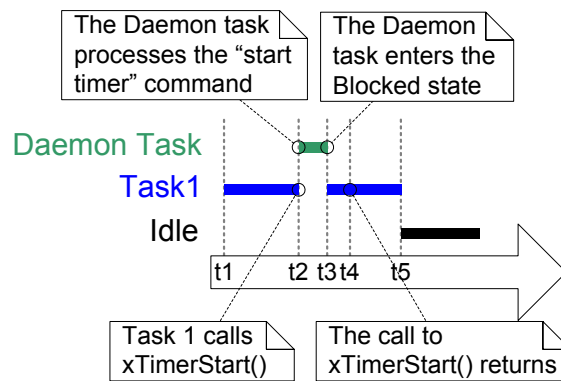 The Daemon task
processes the “start
timer” command
The Daemon
task enters the
Blocked state
Daemon Task
Task1
Idle
t1 t2 t3 t4 t5
Task 1 calls
xTimerStart()
The call to
xTimerStart() returns